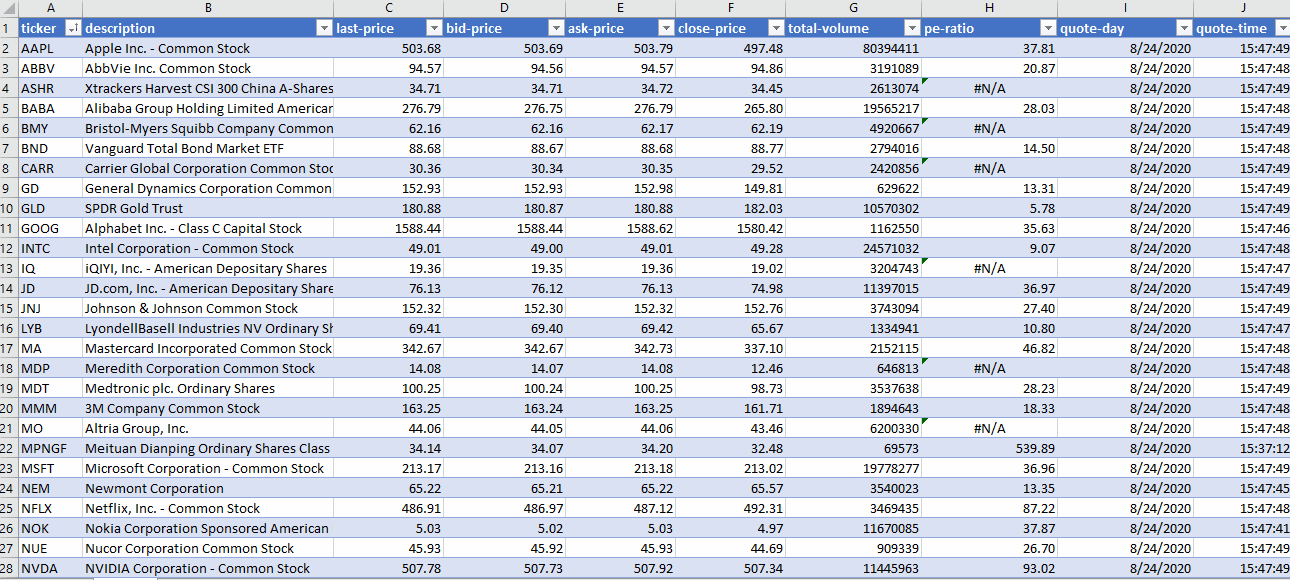 A B C D E F G H I J
1 ticker description last-price bid-price ask-price close-price total-volume pe-ratio quote-day quote-time
2 AAPL Apple Inc. - Common Stock 503.68 503.69 503.79 497.48 80394411 37.81 8/24/2020 15:47:49
3 ABBV AbbVie Inc. Common Stock 94.57 94.56 94.57 94.86 3191089 20.87 8/24/2020 15:47:48
4 ASHR Xtrackers Harvest CSI 300 China A-Shares 34.71 34.71 34.72 34.45 2613074 #N/A 8/24/2020 15:47:49
5 BABA Alibaba Group Holding Limited American 276.79 276.75 276.79 265.80 19565217 28.03 8/24/2020 15:47:48
6 BMY Bristol-Myers Squibb Company Common 62.16 62.16 62.17 62.19 4920667 #N/A 8/24/2020 15:47:49
7 BND Vanguard Total Bond Market ETF 88.68 88.67 88.68 88.77 2794016 14.50 8/24/2020 15:47:48
8 CARR Carrier Global Corporation Common Stoc 30.36 30.34 30.35 29.52 2420856 #N/A 8/24/2020 15:47:49
9 GD General Dynamics Corporation Common 152.93 152.93 152.98 149.81 629622 13.31 8/24/2020 15:47:49
10 GLD SPDR Gold Trust 180.88 180.87 180.88 182.03 10570302 5.78 8/24/2020 15:47:49
11 GOOG Alphabet Inc. - Class C Capital Stock 1588.44 1588.44 1588.62 1580.42 1162550 35.63 8/24/2020 15:47:46
12 INTC Intel Corporation - Common Stock 49.01 49.00 49.01 49.28 24571032 9.07 8/24/2020 15:47:48
13 IQ iQIYI, Inc. - American Depositary Shares 19.36 19.35 19.36 19.02 3204743 #N/A 8/24/2020 15:47:47
14 JD JD.com, Inc. - American Depositary Share 76.13 76.12 76.13 74.98 11397015 36.97 8/24/2020 15:47:49
15 JNJ Johnson & Johnson Common Stock 152.32 152.30 152.32 152.76 3743094 27.40 8/24/2020 15:47:48
16 LYB LyondellBasell Industries NV Ordinary Sh 69.41 69.40 69.42 65.67 1334941 10.80 8/24/2020 15:47:47
17 MA Mastercard Incorporated Common Stock 342.67 342.67 342.73 337.10 2152115 46.82 8/24/2020 15:47:48
18 MDP Meredith Corporation Common Stock 14.08 14.07 14.08 12.46 646813 #N/A 8/24/2020 15:47:48
19 MDT Medtronic plc. Ordinary Shares 100.25 100.24 100.25 98.73 3537638 28.23 8/24/2020 15:47:49
20 MMM 3M Company Common Stock 163.25 163.24 163.25 161.71 1894643 18.33 8/24/2020 15:47:48
21 MO Altria Group, Inc. 44.06 44.05 44.06 43.46 6200330 #N/A 8/24/2020 15:47:48
22 MPNGF Meituan Dianping Ordinary Shares Class 34.14 34.07 34.20 32.48 69573 539.89 8/24/2020 15:37:12
23 MSFT Microsoft Corporation - Common Stock 213.17 213.16 213.18 213.02 19778277 36.96 8/24/2020 15:47:49
24 NEM Newmont Corporation 65.22 65.21 65.22 65.57 3540023 13.35 8/24/2020 15:47:45
25 NFLX Netflix, Inc. - Common Stock 486.91 486.97 487.12 492.31 3469435 87.22 8/24/2020 15:47:48
26 NOK Nokia Corporation Sponsored American 5.03 5.02 5.03 4.97 11670085 37.87 8/24/2020 15:47:41
27 NUE Nucor Corporation Common Stock 45.93 45.92 45.93 44.69 909339 26.70 8/24/2020 15:47:49
28 NVDA NVIDIA Corporation - Common Stock 507.78 507.73 507.92 507.34 11445963 93.02 8/24/2020 15:47:49